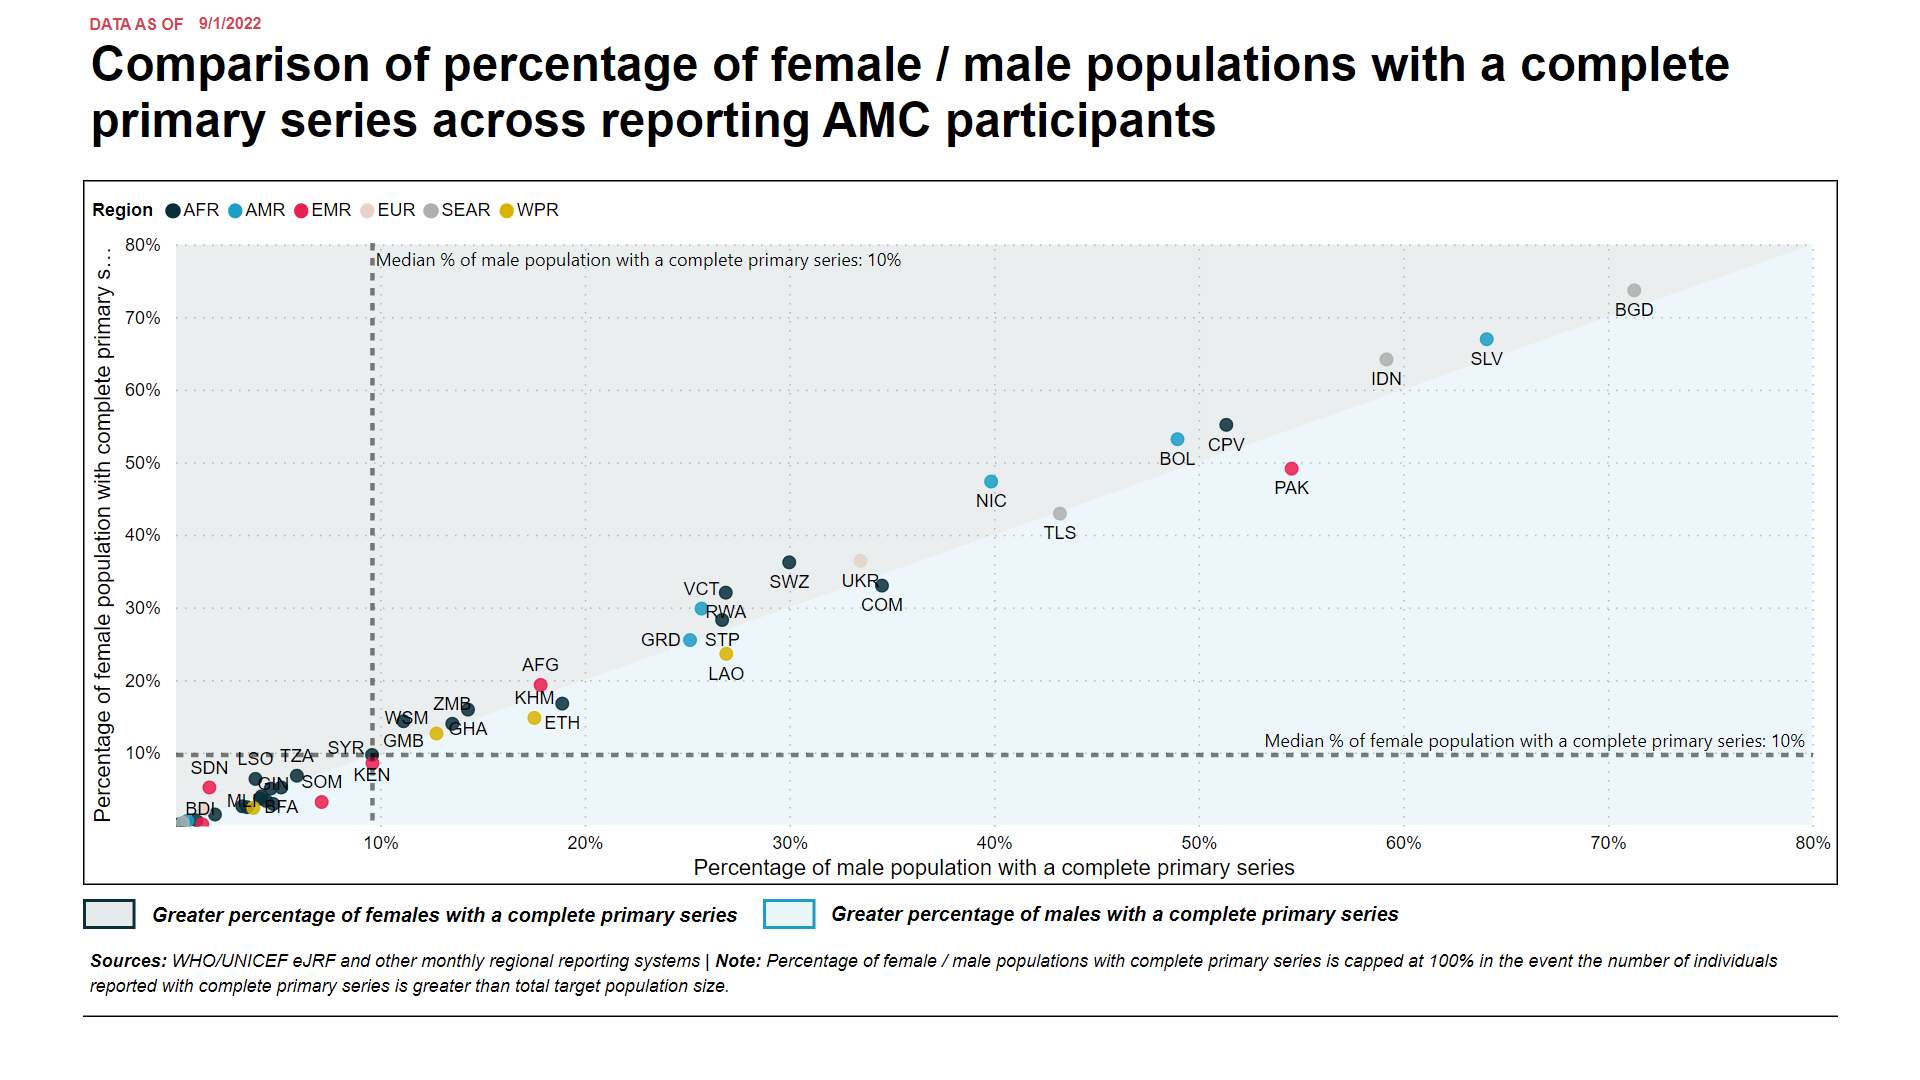 DATA AS OF 9/1/2022
Comparison of percentage of female / male populations with a complete
primary series across reporting AMC participants
Region AFR AMR EMR EUR SEAR WPR
Percentage of female population with complete primary s...
80%
70%
60%
50%
40%
30%
20%
10%
Median % of male population with a complete primary series: 10%
BGD
SLV
IDN
CPV
BOL
PAK
NIC
TLS
SWZ
UKR
COM
VCT
RWA
GRD
STP
LAO
AFG
KHM
ETH
ZMB
WSM
GHA
GMB
Median % of female population with a complete primary series: 10%
SYR
KEN
LSO
TZA
SDN
GIN
SOM
MLI
BFA
BDI
10%
20%
30%
40%
50%
60%
70%
80%
Percentage of male population with a complete primary series
Greater percentage of females with a complete primary series
Greater percentage of males with a complete primary series
Sources: WHO/UNICEF eJRF and other monthly regional reporting systems | Note: Percentage of female / male populations with complete primary series is capped at 100% in the event the number of individuals
reported with complete primary series is greater than total target population size.